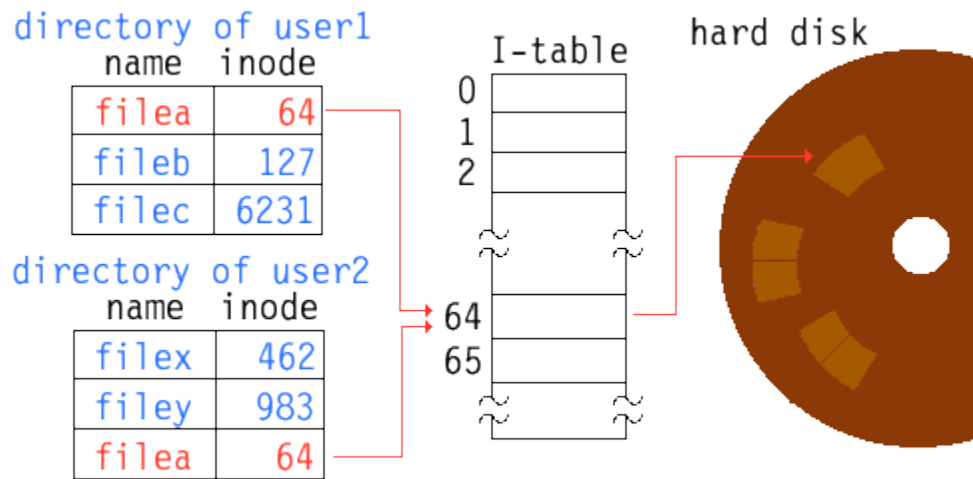 directory of user1
name inode
filea 64
fileb 127
filec 6231
directory of user2
name inode
filex 462
filey 983
filea 64
I-table
0
1
2
64
65
hard disk